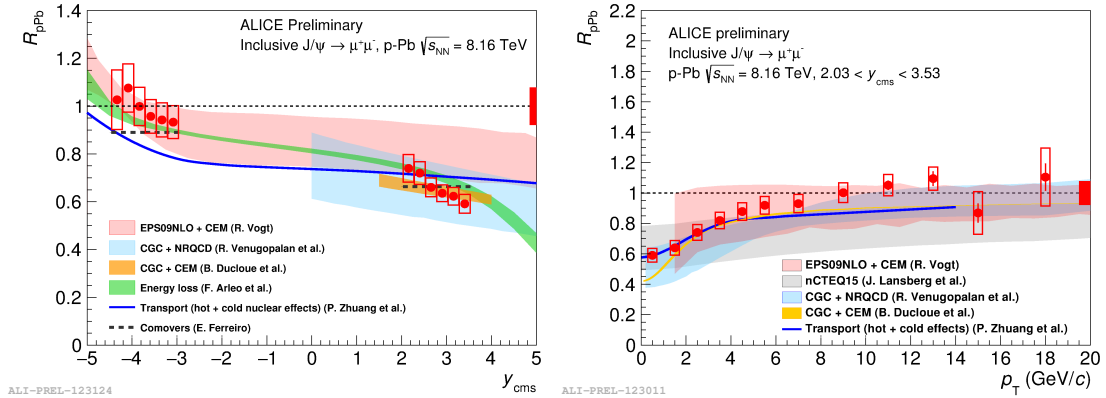 R_pPb
ALICE Preliminary
Inclusive J/ψ → μ⁺μ⁻, p-Pb √s_NN = 8.16 TeV
1.4
1.2
1
0.8
0.6
0.4
0.2
0
EPS09NLO + CEM (R. Vogt)
CGC + NRQCD (R. Venugopalan et al.)
CGC + CEM (B. Ducloue et al.)
Energy loss (F. Arleo et al.)
Transport (hot + cold nuclear effects) (P. Zhuang et al.)
Comovers (E. Ferreiro)
−5 −4 −3 −2 −1 0 1 2 3 4 5
y_cms
ALI-PREL-123124
R_pPb
ALICE preliminary
Inclusive J/ψ → μ⁺μ⁻
p-Pb √s_NN = 8.16 TeV, 2.03 < y_cms < 3.53
2.2
2
1.8
1.6
1.4
1.2
1
0.8
0.6
0.4
0.2
0
EPS09NLO + CEM (R. Vogt)
nCTEQ15 (J. Lansberg et al.)
CGC + NRQCD (R. Venugopalan et al.)
CGC + CEM (B. Ducloue et al.)
Transport (hot + cold effects) (P. Zhuang et al.)
0 2 4 6 8 10 12 14 16 18 20
p_T (GeV/c)
ALI-PREL-123011